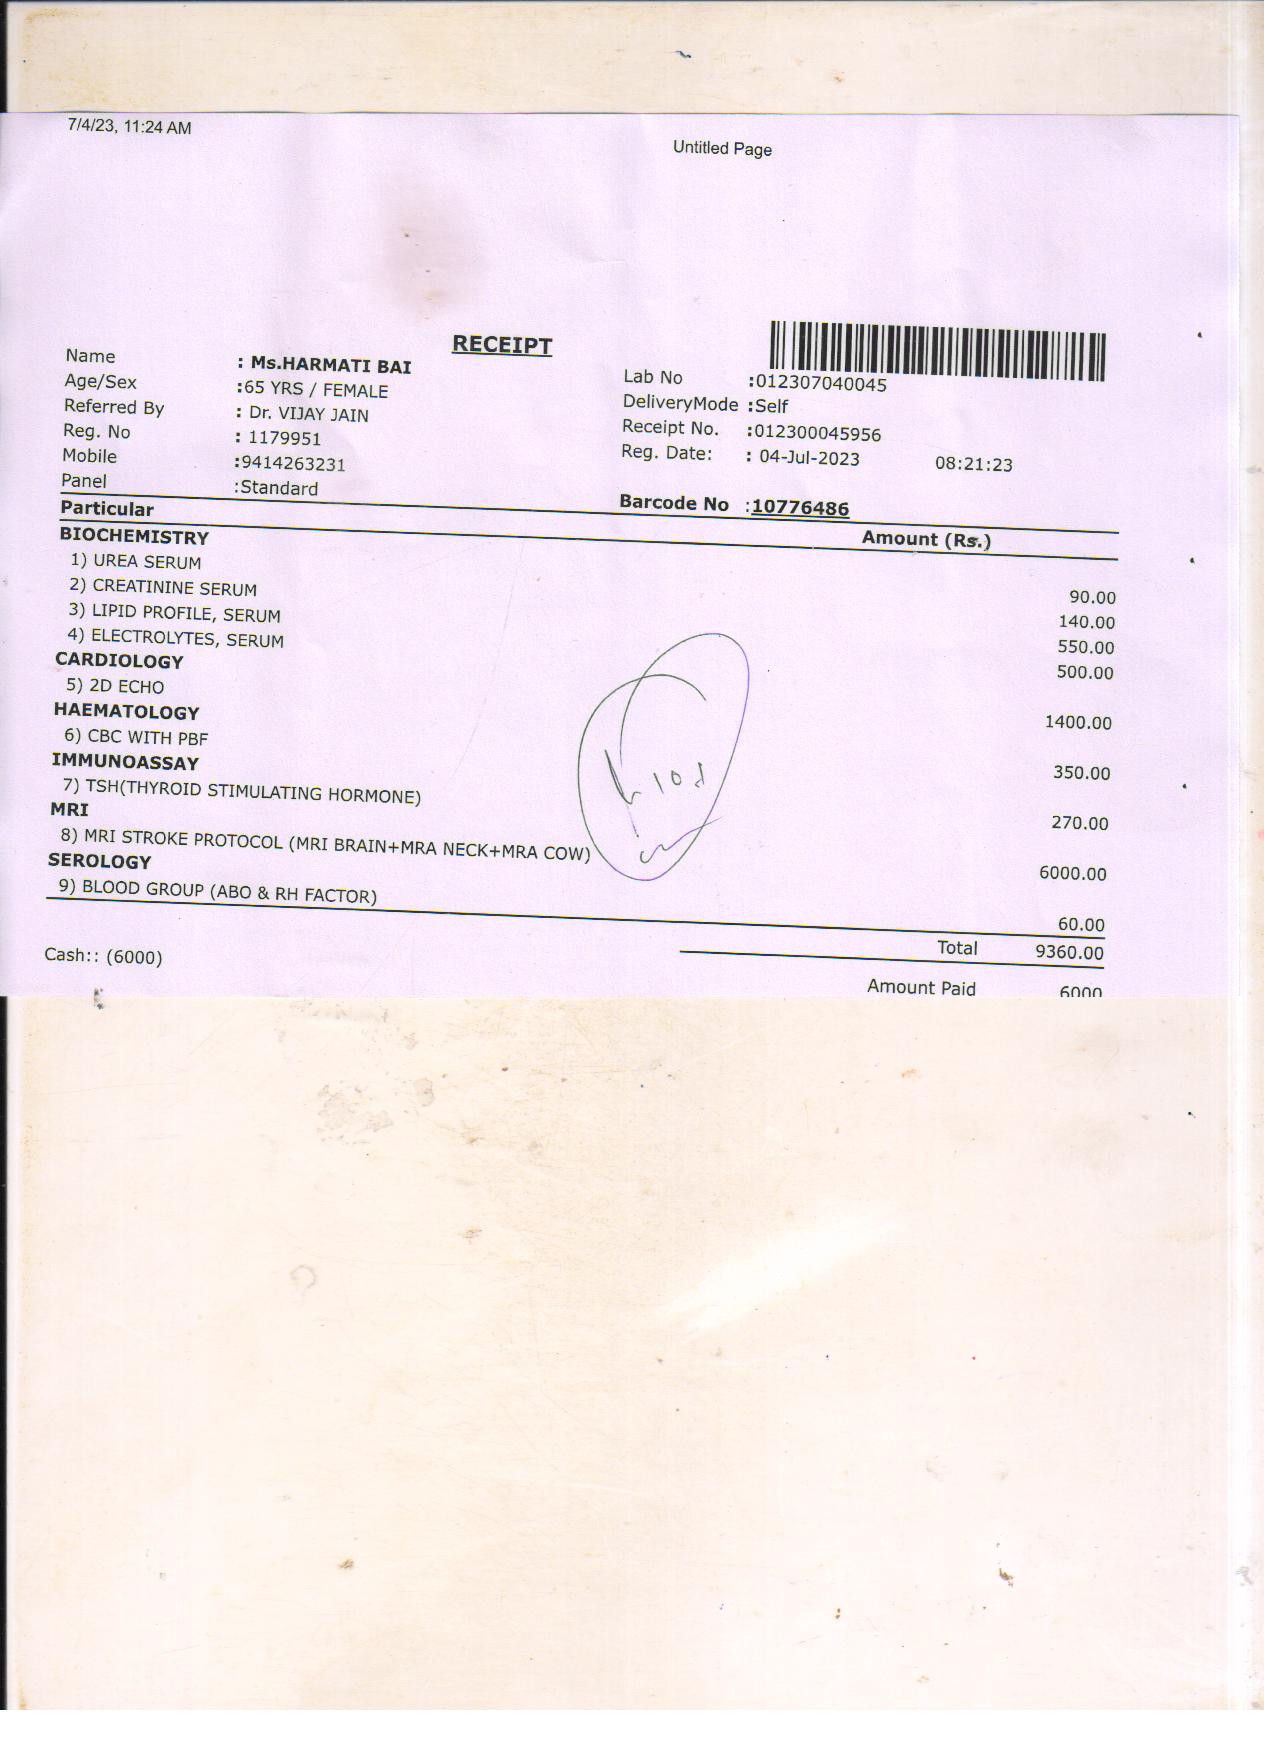 7/4/23, 11:24 AM
Untitled Page
RECEIPT
Name : Ms.HARMATI BAI
Age/Sex :65 YRS / FEMALE
Referred By : Dr. VIJAY JAIN
Reg. No : 1179951
Mobile :9414263231
Panel :Standard
Lab No :012307040045
DeliveryMode :Self
Receipt No. :012300045956
Reg. Date: : 04-Jul-2023 08:21:23
Barcode No :10776486
Particular Amount (Rs.)
BIOCHEMISTRY
1) UREA SERUM 90.00
2) CREATININE SERUM 140.00
3) LIPID PROFILE, SERUM 550.00
4) ELECTROLYTES, SERUM 500.00
CARDIOLOGY
5) 2D ECHO 1400.00
HAEMATOLOGY
6) CBC WITH PBF 350.00
IMMUNOASSAY
7) TSH(THYROID STIMULATING HORMONE) 270.00
MRI
8) MRI STROKE PROTOCOL (MRI BRAIN+MRA NECK+MRA COW) 6000.00
SEROLOGY
9) BLOOD GROUP (ABO & RH FACTOR) 60.00
Total 9360.00
Cash:: (6000)
Amount Paid 6000